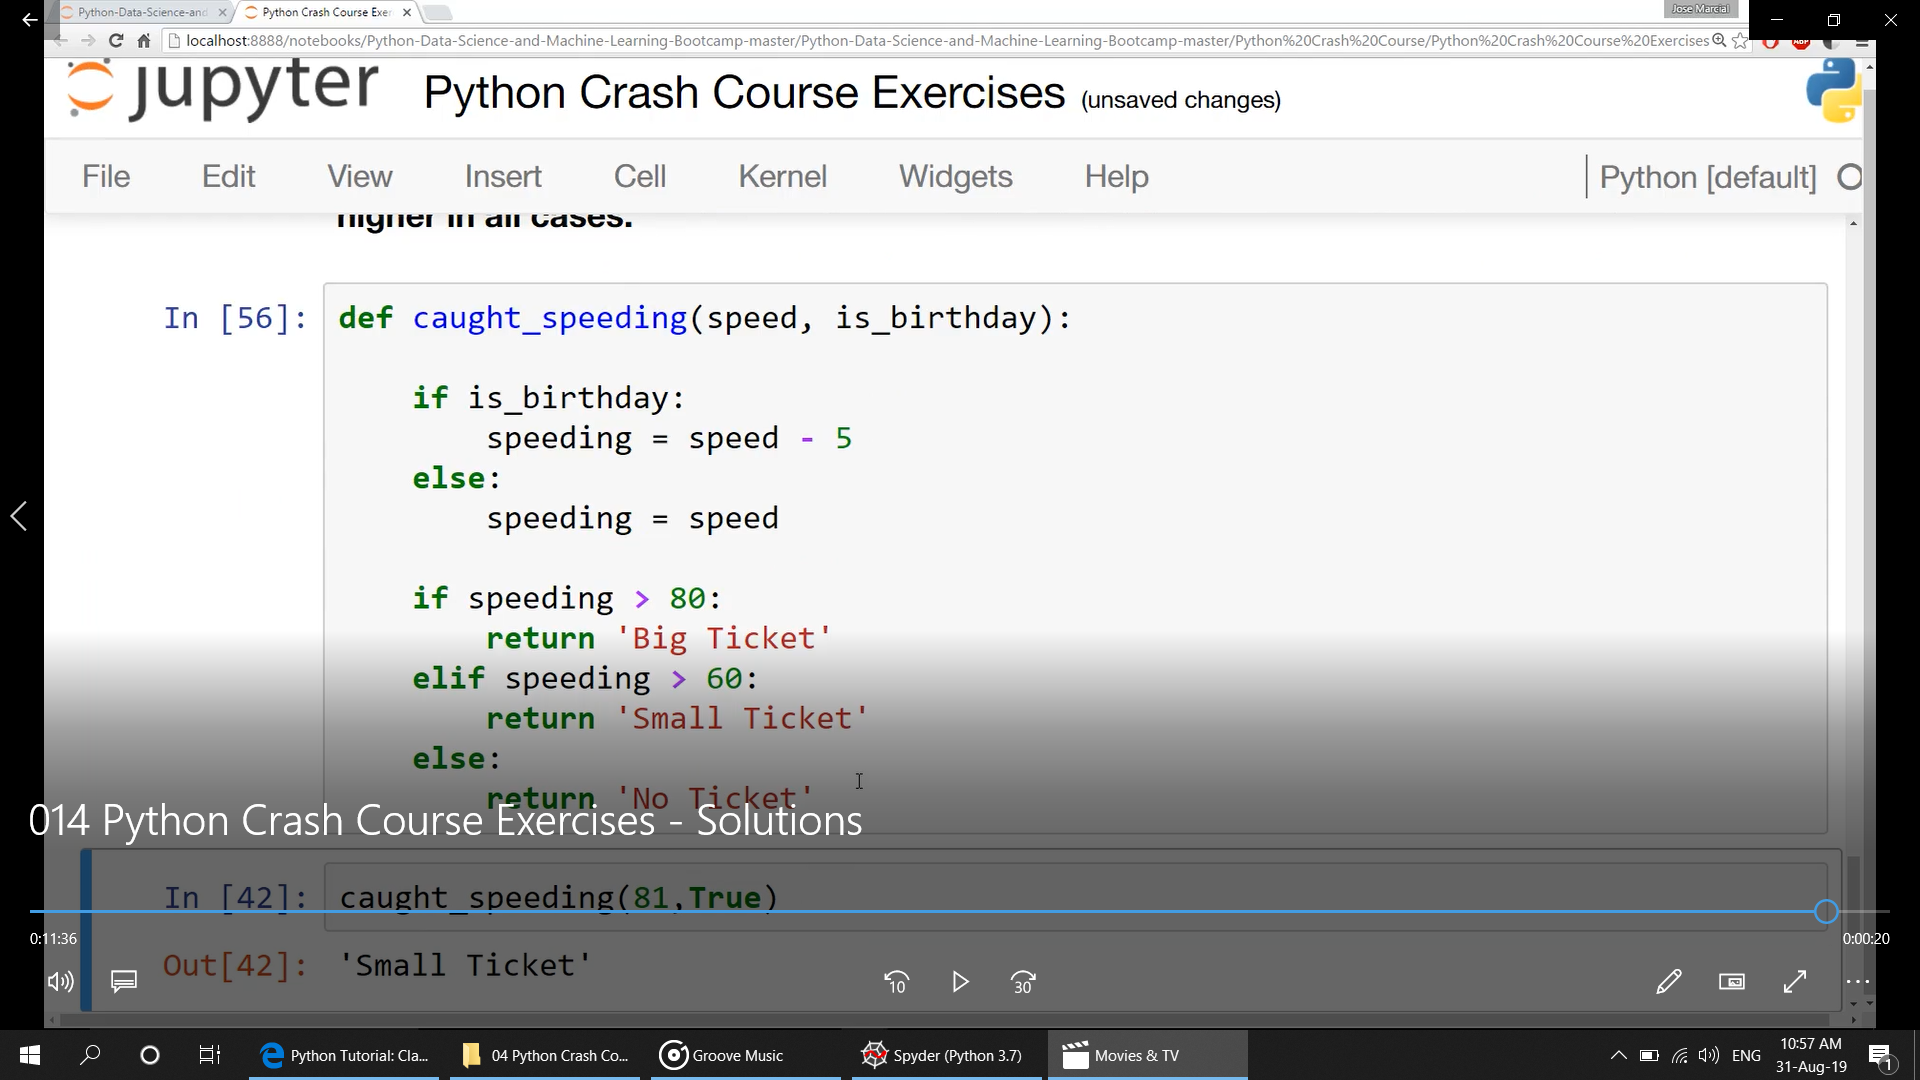 Python-Data-Science-and
Python Crash Course Exer
Jose Marcial
localhost:8888/notebooks/Python-Data-Science-and-Machine-Learning-Bootcamp-master/Python-Data-Science-and-Machine-Learning-Bootcamp-master/Python%20Crash%20Course/Python%20Crash%20Course%20Exercises
jupyter Python Crash Course Exercises (unsaved changes)
File Edit View Insert Cell Kernel Widgets Help Python [default]
higher in all cases.
In [56]: def caught_speeding(speed, is_birthday):
if is_birthday:
speeding = speed - 5
else:
speeding = speed
if speeding > 80:
return 'Big Ticket'
elif speeding > 60:
return 'Small Ticket'
else:
return 'No Ticket'
014 Python Crash Course Exercises - Solutions
In [42]: caught_speeding(81,True)
0:11:36 0:00:20
Out[42]: 'Small Ticket'
10 30
Python Tutorial: Cla... 04 Python Crash Co... Groove Music Spyder (Python 3.7) Movies & TV ENG 10:57 AM
31-Aug-19 1